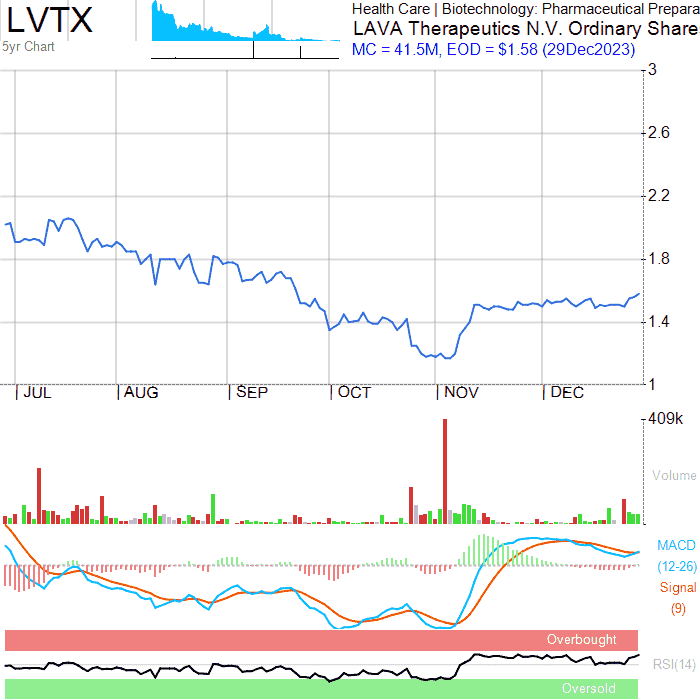 LVTX
5yr Chart
Health Care | Biotechnology: Pharmaceutical Prepara
LAVA Therapeutics N.V. Ordinary Share
MC = 41.5M, EOD = $1.58 (29Dec2023)
3
2.6
2.2
1.8
1.4
1
JUL AUG SEP OCT NOV DEC
409k
Volume
MACD
(12-26)
Signal
(9)
Overbought
RSI(14)
Oversold